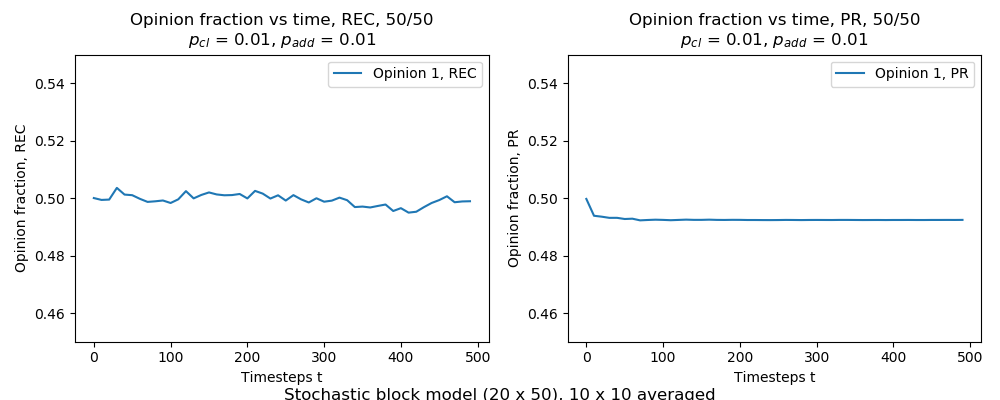 Opinion fraction vs time, REC, 50/50
p_cl = 0.01, p_add = 0.01
Opinion 1, REC
Opinion fraction, REC
0.54
0.52
0.50
0.48
0.46
0 100 200 300 400 500
Timesteps t
Opinion fraction vs time, PR, 50/50
p_cl = 0.01, p_add = 0.01
Opinion 1, PR
Opinion fraction, PR
0.54
0.52
0.50
0.48
0.46
0 100 200 300 400 500
Timesteps t
Stochastic block model (20 x 50), 10 x 10 averaged